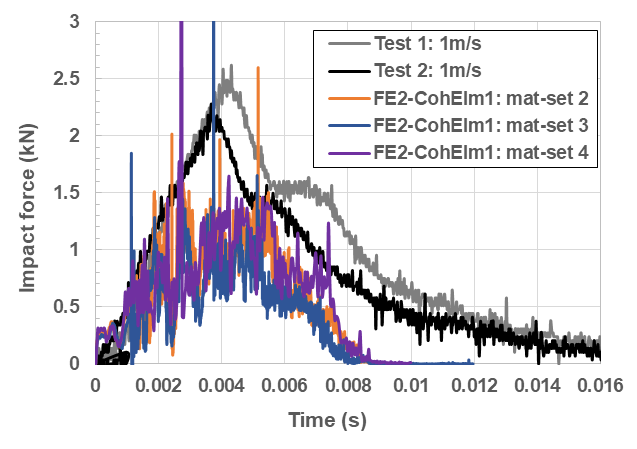 3
2.5
2
1.5
1
0.5
0
Impact force (kN)
Test 1: 1m/s
Test 2: 1m/s
FE2-CohElm1: mat-set 2
FE2-CohElm1: mat-set 3
FE2-CohElm1: mat-set 4
0 0.002 0.004 0.006 0.008 0.01 0.012 0.014 0.016
Time (s)